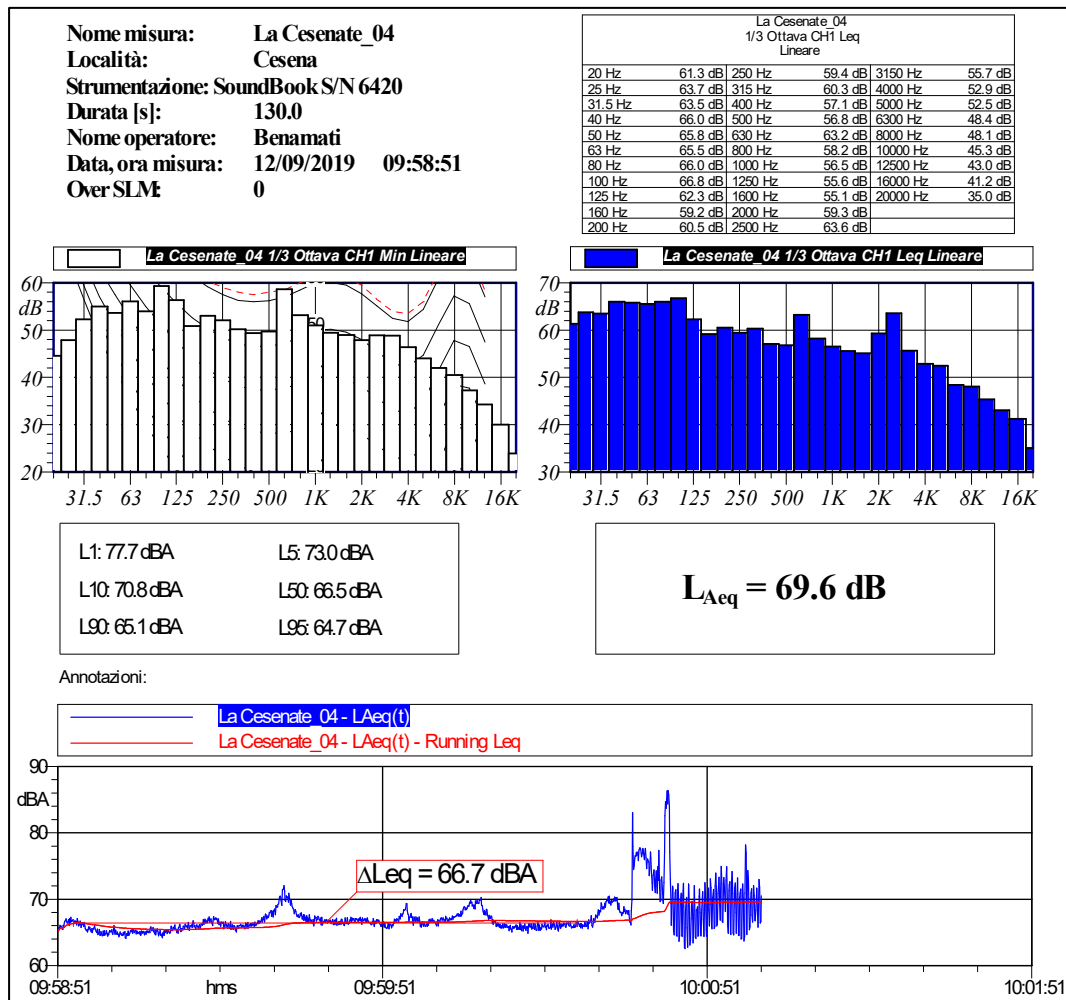 Nome misura: La Cesenate_04
Località: Cesena
Strumentazione: SoundBook S/N 6420
Durata [s]: 130.0
Nome operatore: Benamati
Data, ora misura: 12/09/2019 09:58:51
Over SLM: 0
La Cesenate_04
1/3 Ottava CH1 Leq
Lineare
20 Hz 61.3 dB 250 Hz 59.4 dB 3150 Hz 55.7 dB
25 Hz 63.7 dB 315 Hz 60.3 dB 4000 Hz 52.9 dB
31.5 Hz 63.5 dB 400 Hz 57.1 dB 5000 Hz 52.5 dB
40 Hz 66.0 dB 500 Hz 56.8 dB 6300 Hz 48.4 dB
50 Hz 65.8 dB 630 Hz 63.2 dB 8000 Hz 48.1 dB
63 Hz 65.5 dB 800 Hz 58.2 dB 10000 Hz 45.3 dB
80 Hz 66.0 dB 1000 Hz 56.5 dB 12500 Hz 43.0 dB
100 Hz 66.8 dB 1250 Hz 55.6 dB 16000 Hz 41.2 dB
125 Hz 62.3 dB 1600 Hz 55.1 dB 20000 Hz 35.0 dB
160 Hz 59.2 dB 2000 Hz 59.3 dB
200 Hz 60.5 dB 2500 Hz 63.6 dB
La Cesenate_04 1/3 Ottava CH1 Min Lineare
60
dB
50
40
30
20
31.5 63 125 250 500 1K 2K 4K 8K 16K
La Cesenate_04 1/3 Ottava CH1 Leq Lineare
70
dB
60
50
40
30
31.5 63 125 250 500 1K 2K 4K 8K 16K
L1: 77.7 dBA L5: 73.0 dBA
L10: 70.8 dBA L50: 66.5 dBA
L90: 65.1 dBA L95: 64.7 dBA
LAeq = 69.6 dB
Annotazioni:
La Cesenate_04 - LAeq(t)
La Cesenate_04 - LAeq(t) - Running Leq
90
dBA
80
ΔLeq = 66.7 dBA
70
60
09:58:51 hms 09:59:51 10:00:51 10:01:51